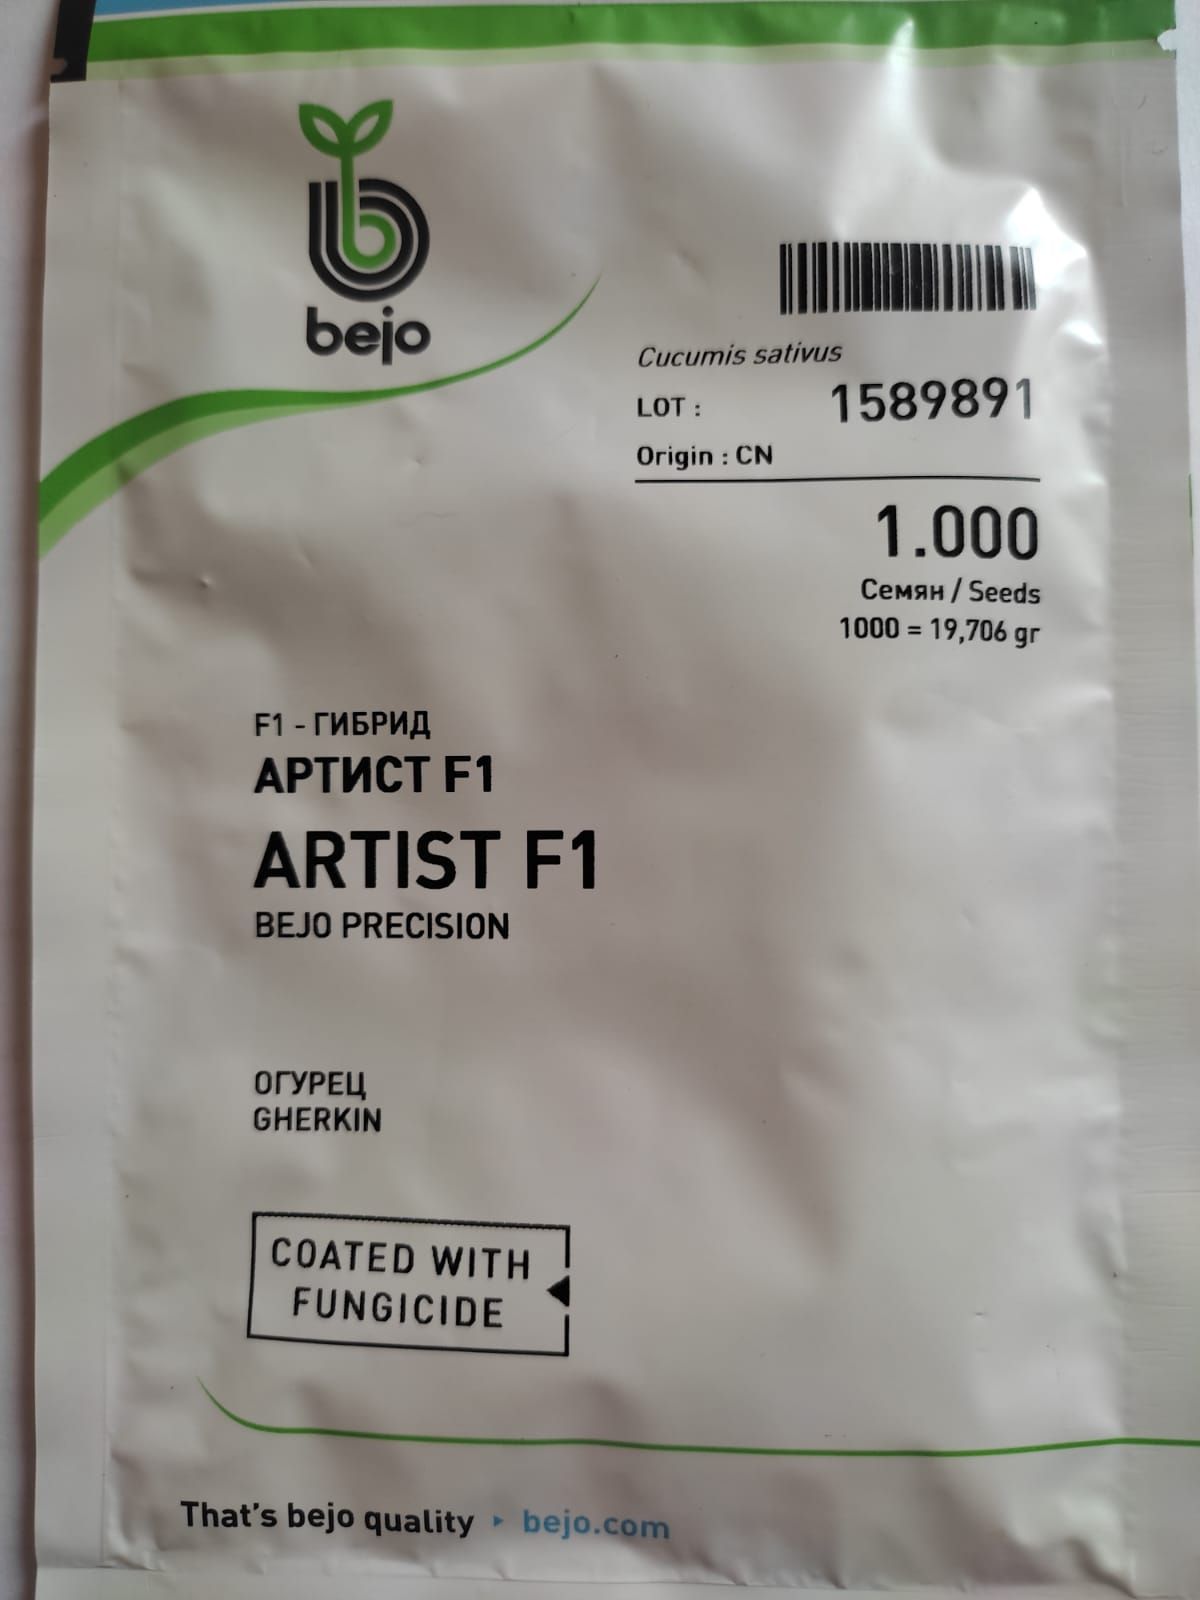 bejo
Cucumis sativus
LOT : 1589891
Origin : CN
1.000
Семян / Seeds
1000 = 19,706 gr
F1 - ГИБРИД
АРТИСТ F1
ARTIST F1
BEJO PRECISION
ОГУРЕЦ
GHERKIN
COATED WITH
FUNGICIDE
That's bejo quality ▸ bejo.com